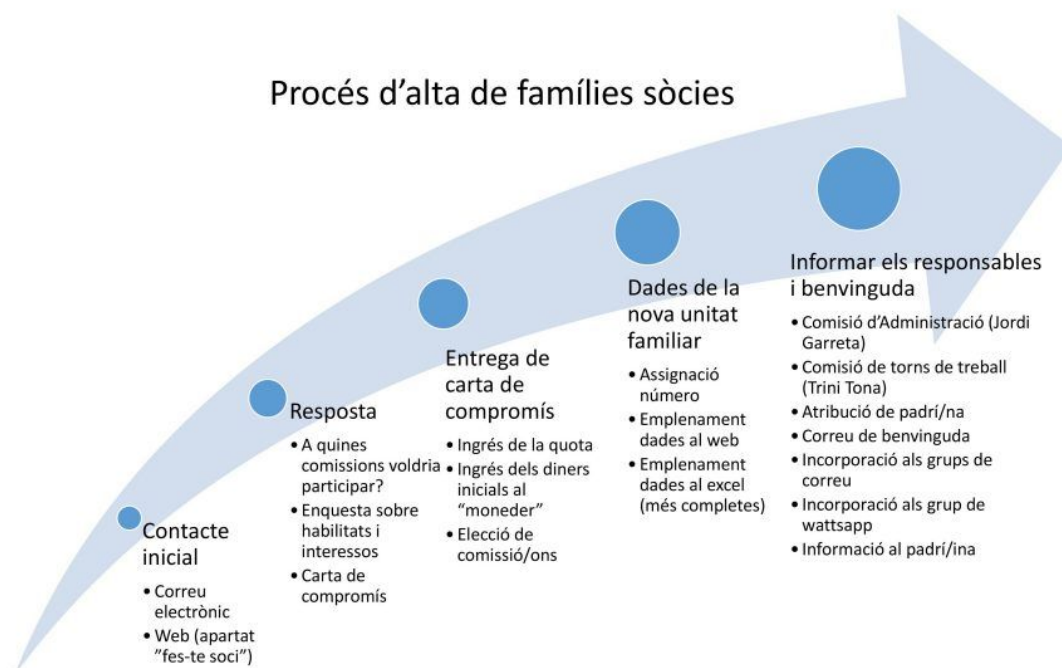 Procés d'alta de famílies sòcies
Contacte
inicial
• Correu
electrònic
• Web (apartat
"fes-te soci")
Resposta
• A quines
comissions voldria
participar?
• Enquesta sobre
habilitats i
interessos
• Carta de
compromís
Entrega de
carta de
compromís
• Ingrés de la quota
• Ingrés dels diners
inicials al
"moneder"
• Elecció de
comissió/ons
Dades de la
nova unitat
familiar
• Assignació
número
• Emplenament
dades al web
• Emplenament
dades al excel
(més completes)
Informar els responsables
i benvinguda
• Comisió d'Administració (Jordi
Garreta)
• Comissió de torns de treball
(Trini Tona)
• Atribució de padrí/na
• Correu de benvinguda
• Incorporació als grups de
correu
• Incorporació als grup de
wattsapp
• Informació al padrí/ina